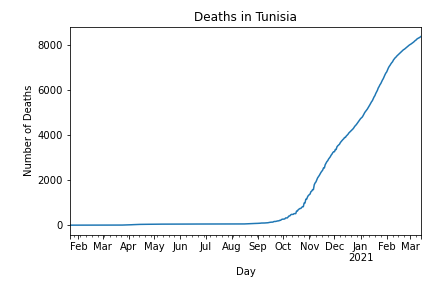 Deaths in Tunisia
Number of Deaths
8000
6000
4000
2000
0
Feb Mar Apr May Jun Jul Aug Sep Oct Nov Dec Jan Feb Mar
2021
Day